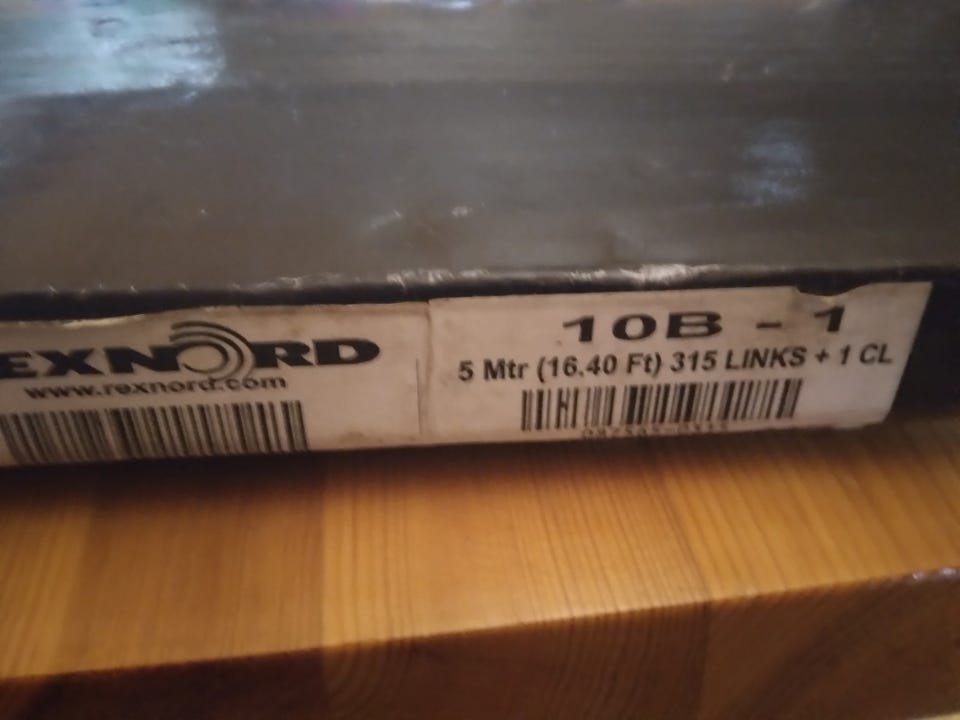 EXNORD
www.rexnord.com
10B - 1
5 Mtr (16.40 Ft) 315 LINKS + 1 CL